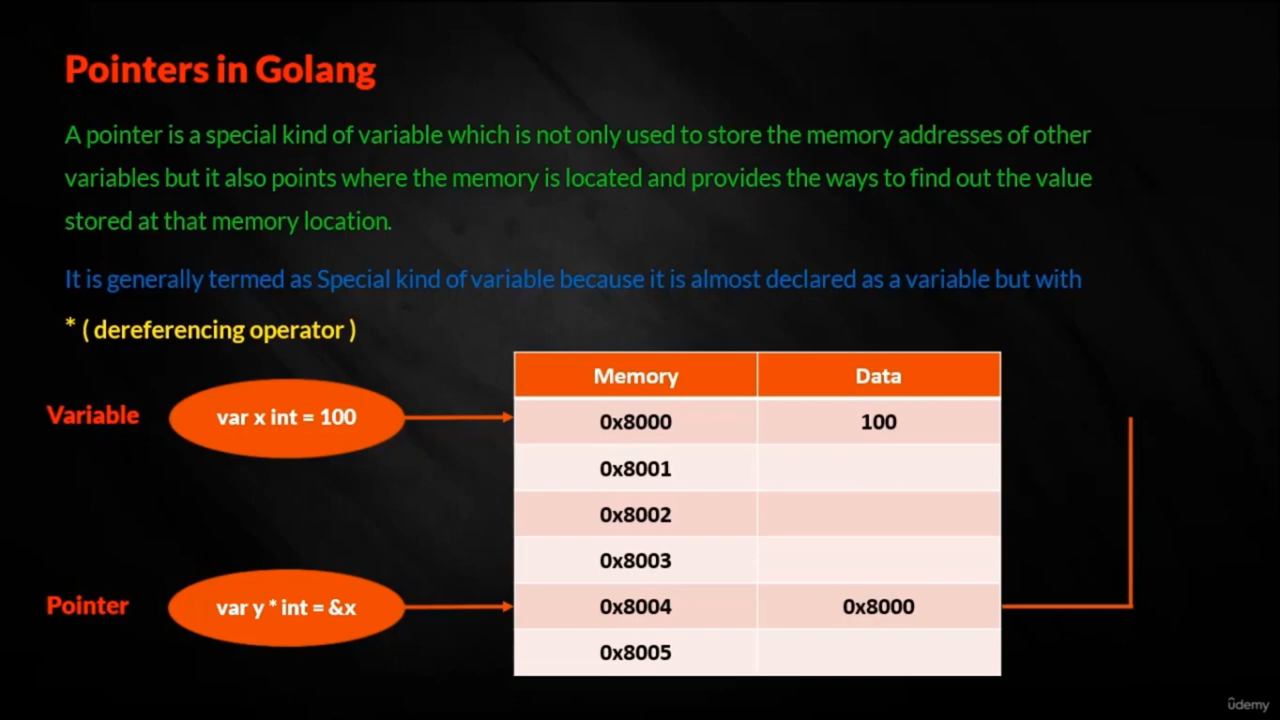 Pointers in Golang
A pointer is a special kind of variable which is not only used to store the memory addresses of other
variables but it also points where the memory is located and provides the ways to find out the value
stored at that memory location.
It is generally termed as Special kind of variable because it is almost declared as a variable but with
* ( dereferencing operator )
Memory Data
Variable var x int = 100 0x8000 100
0x8001
0x8002
0x8003
Pointer var y * int = &x 0x8004 0x8000
0x8005
ûdemy